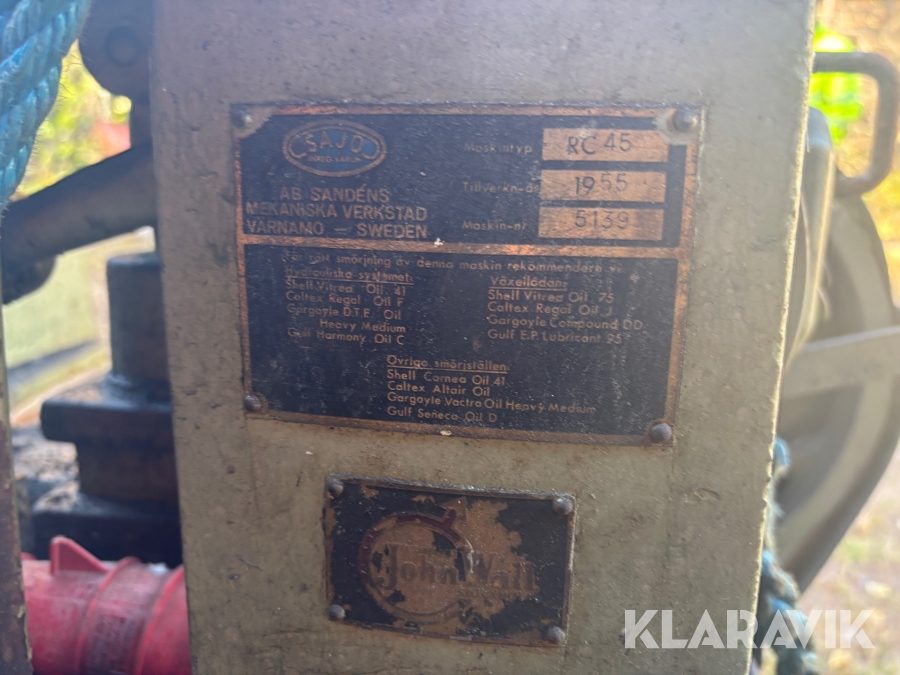 SAJO
Maskintyp RC 45
AB SANDÉNS
MEKANISKA VERKSTAD
VÄRNAMO — SWEDEN
Tillverkn-år 1955
Maskin-nr 5139
För rätt smörjning av denna maskin rekommendera vi
Hydrauliska systemet:
Shell Vitrea Oil 41
Caltex Regal Oil F
Gargoyle D.T.E. Oil
Heavy Medium
Gulf Harmony Oil C
Växellådan:
Shell Vitrea Oil 75
Caltex Regal Oil J
Gargoyle Compound DD
Gulf E.P. Lubricant 95
Övriga smörjställen:
Shell Carnea Oil 41
Caltex Altair Oil
Gargoyle Vactra Oil Heavy Medium
Gulf Seneca Oil D
John Wall
KLARAVIK